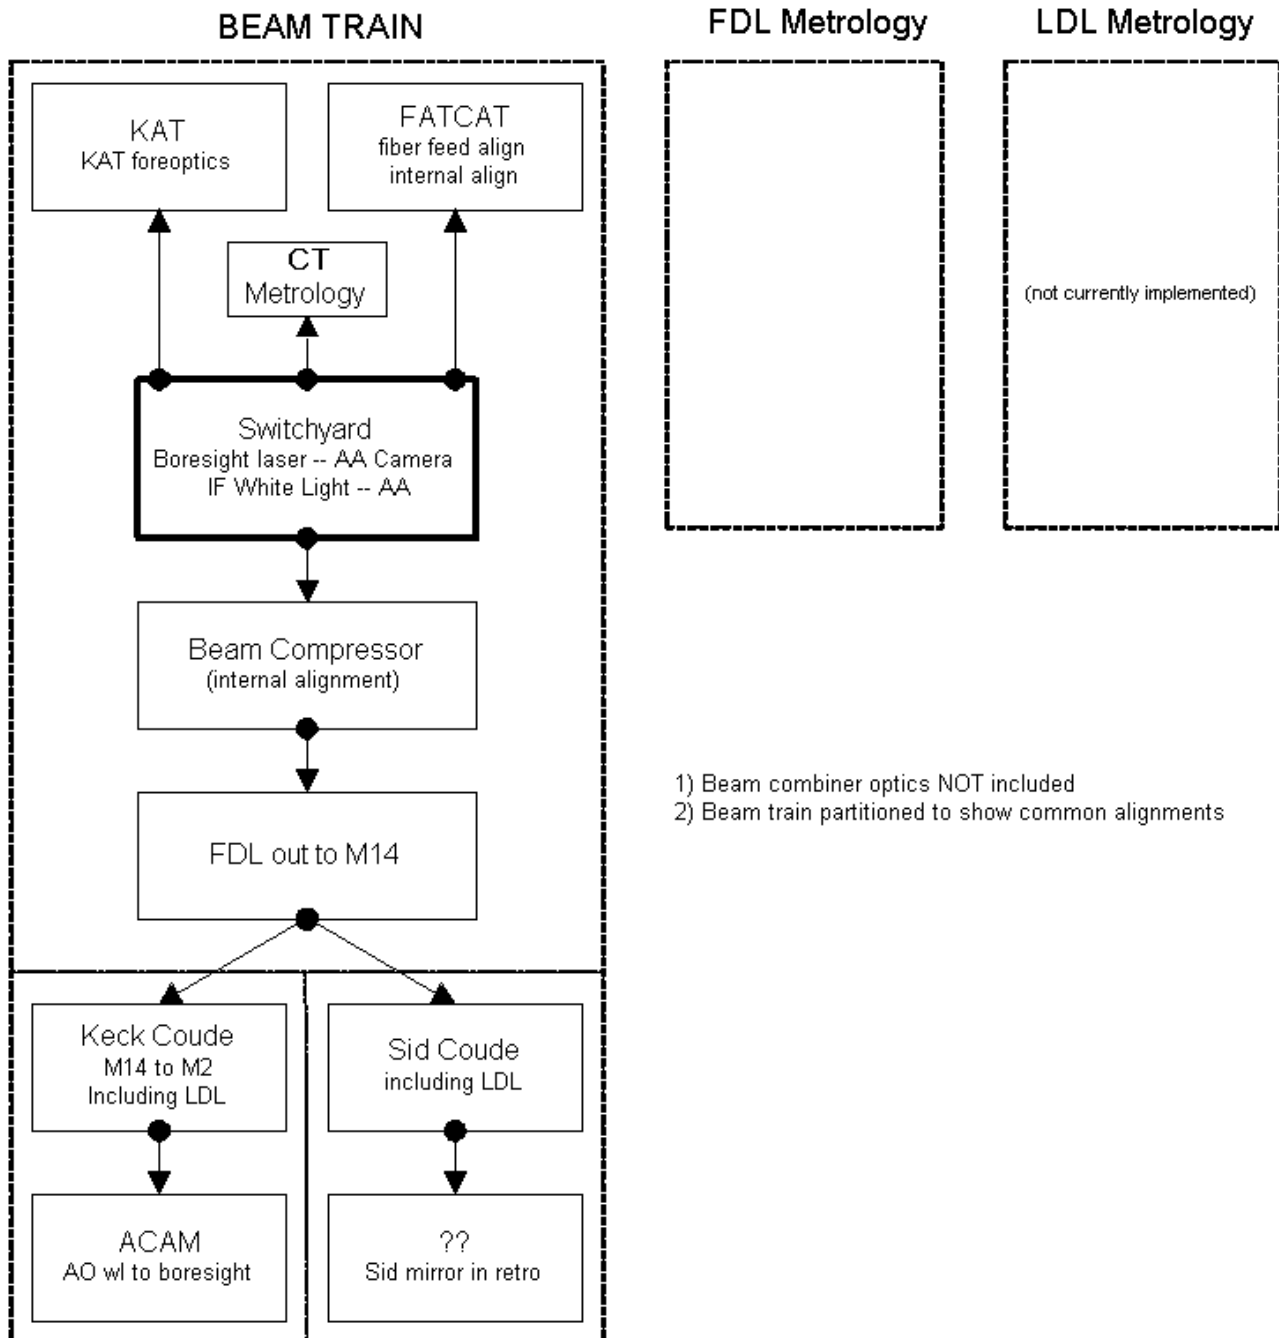 BEAM TRAIN
FDL Metrology
LDL Metrology
KAT
KAT foreoptics
FATCAT
fiber feed align
internal align
CT
Metrology
(not currently implemented)
Switchyard
Boresight laser -- AA Camera
IF White Light -- AA
Beam Compressor
(internal alignment)
1) Beam combiner optics NOT included
2) Beam train partitioned to show common alignments
FDL out to M14
Keck Coude
M14 to M2
Including LDL
Sid Coude
including LDL
ACAM
AO wl to boresight
??
Sid mirror in retro